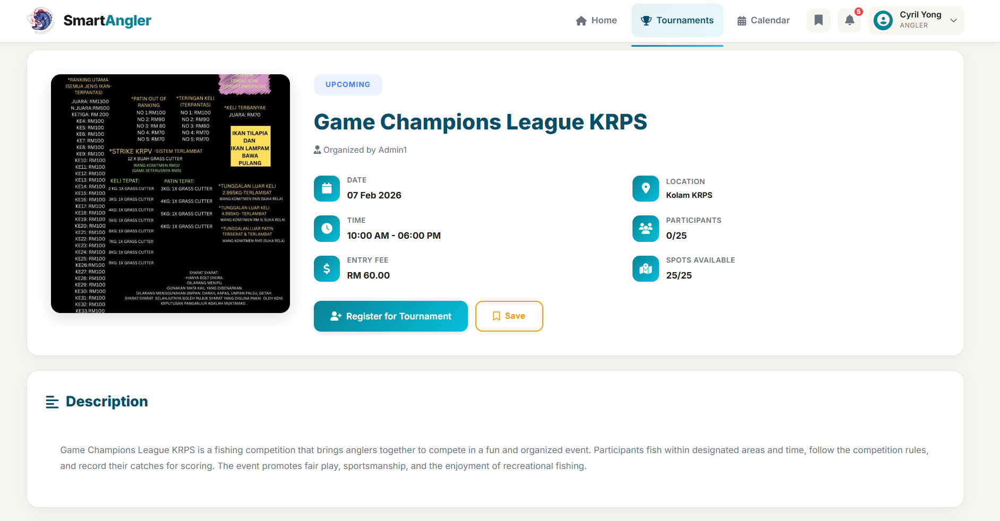 SmartAngler
Home
Tournaments
Calendar
5
Cyril Yong
ANGLER
*RANKING UTAMA
(SEMUA JENIS IKAN-
TERPANTAS)
JUARA: RM1300
N.JUARA:RM500
KETIGA: RM 200
KE4: RM100
KE5: RM100
KE6: RM100
KE7: RM100
KE8: RM100
KE9: RM100
KE10: RM100
KE11: RM100
KE12: RM100
KE13: RM100
KE14: RM100
KE15: RM100
KE16: RM100
KE17: RM100
KE18: RM100
KE19: RM100
KE20: RM100
KE21: RM100
KE22: RM100
KE23: RM100
KE24: RM100
KE25: RM100
KE26:RM100
KE27: RM100
KE28: RM100
KE29: RM100
KE30: RM100
KE31: RM100
KE32: RM100
KE33.RM100
*PATIN OUT OF
RANKING
NO 1:RM100
NO 2: RM90
NO 3: RM 80
NO 4: RM70
NO 5: RM70
*TERINGAN KELI
(TERPANTAS)
NO 1: RM100
NO 2: RM90
NO 3: RM80
NO 4: RM70
NO 5: RM70
TEMPAT: KDM
DEPOSIT RM5/PACAK
*KELI TERBANYAK
JUARA: RM70
IKAN TILAPIA
DAN
IKAN LAMPAM
BAWA
PULANG
*STRIKE KRPV -SISTEM TERLAMBAT
12 X BUAH GRASS CUTTER
WANG KOMITMEN RM10
(GAME SETERUSNYA RM5)
KELI TEPAT:
2 KG: 1X GRASS CUTTER
3KG: 1X GRASS CUTTER
4KG: 1X GRASS CUTTER
5KG: 1X GRASS CUTTER
6KG: 1X GRASS CUTTER
7KG: 1X GRASS CUTTER
8KG: 1X GRASS CUTTER
9KG: 1X GRASS CUTTER
PATIN TEPAT:
3KG: 1X GRASS CUTTER
4KG: 1X GRASS CUTTER
5KG: 1X GRASS CUTTER
6KG: 1X GRASS CUTTER
*TUNGGALAN LUAR KELI
2.995KG-TERLAMBAT
WANG KOMITMEN RM5 (SUKA RELA)
*TUNGGALAN LUAR KELI
4.995KG- TERLAMBAT
WANG KOMITMEN RM 5( SUKA RELA)
*TUNGGALAN LUAR PATIN
TERBERAT & TERLAMBAT
WANG KOMITMEN RM5 (SUKA RELA)
SYARAT SYARAT:
-HANYA BOLT DIKIRA.
-DILARANG MENIPU.
-GUNAKAN MATA KAIL YANG DIBENARKAN.
DILARANG MENGGUNAKAN UMPAN: DARAH, KAPAS, UMPAN PALSU, GETAH.
SYARAT-SYARAT SELANJUTNYA BOLEH RUJUK SYARAT YANG DIGUNA PAKAI OLEH KDM.
KEPUTUSAN PANGANJUR ADALAH MUKTAMAD .
UPCOMING
Game Champions League KRPS
Organized by Admin1
DATE
07 Feb 2026
LOCATION
Kolam KRPS
TIME
10:00 AM - 06:00 PM
PARTICIPANTS
0/25
ENTRY FEE
RM 60.00
SPOTS AVAILABLE
25/25
Register for Tournament
Save
Description
Game Champions League KRPS is a fishing competition that brings anglers together to compete in a fun and organized event. Participants fish within designated areas and time, follow the competition rules,
and record their catches for scoring. The event promotes fair play, sportsmanship, and the enjoyment of recreational fishing.